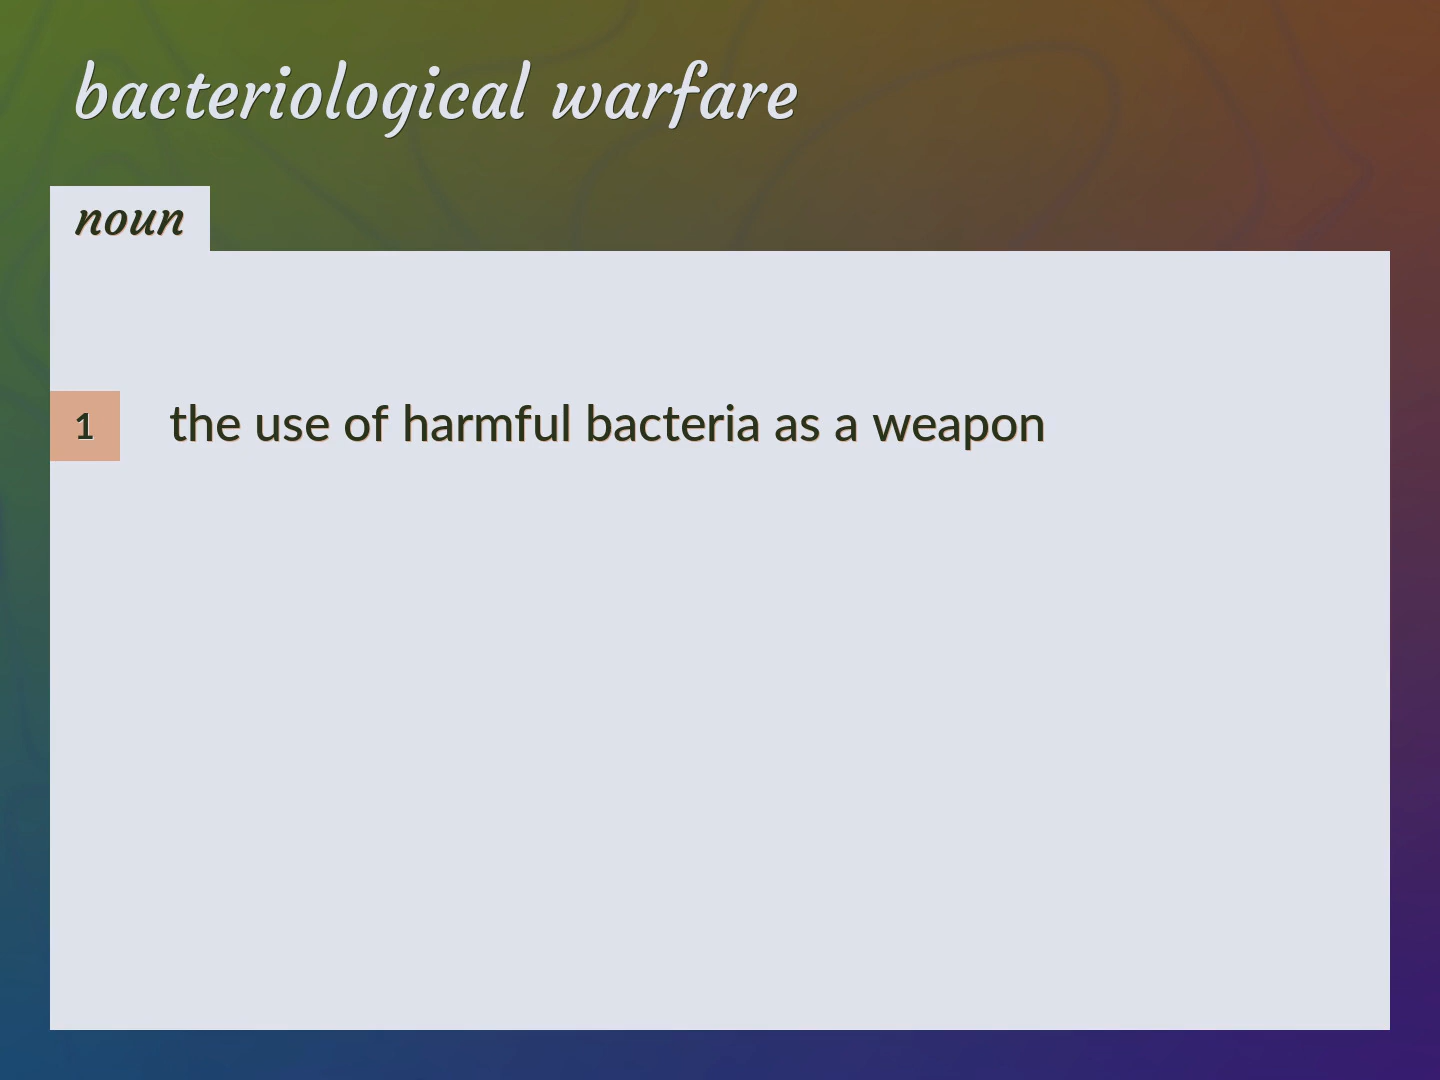 bacteriological warfare
noun
1 the use of harmful bacteria as a weapon